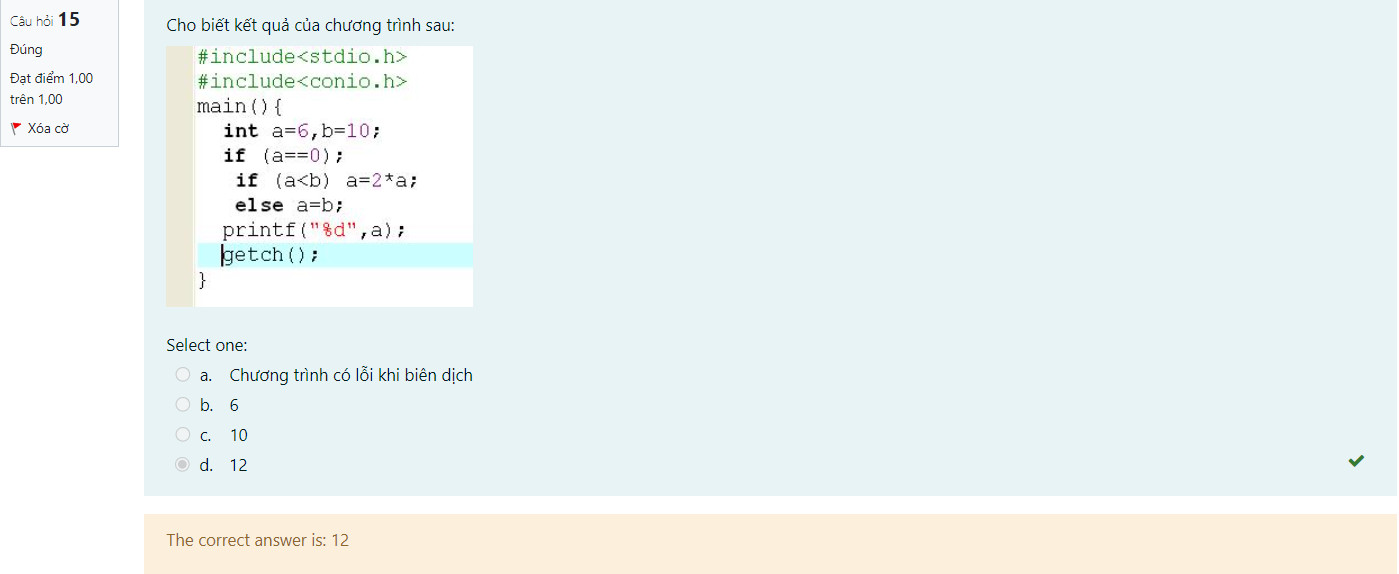 Câu hỏi 15
Đúng
Đạt điểm 1,00
trên 1,00
Xóa cờ
Cho biết kết quả của chương trình sau:
#include<stdio.h>
#include<conio.h>
main(){
int a=6,b=10;
if (a==0);
if (a<b) a=2*a;
else a=b;
printf("%d",a);
getch();
}
Select one:
a. Chương trình có lỗi khi biên dịch
b. 6
c. 10
d. 12
The correct answer is: 12